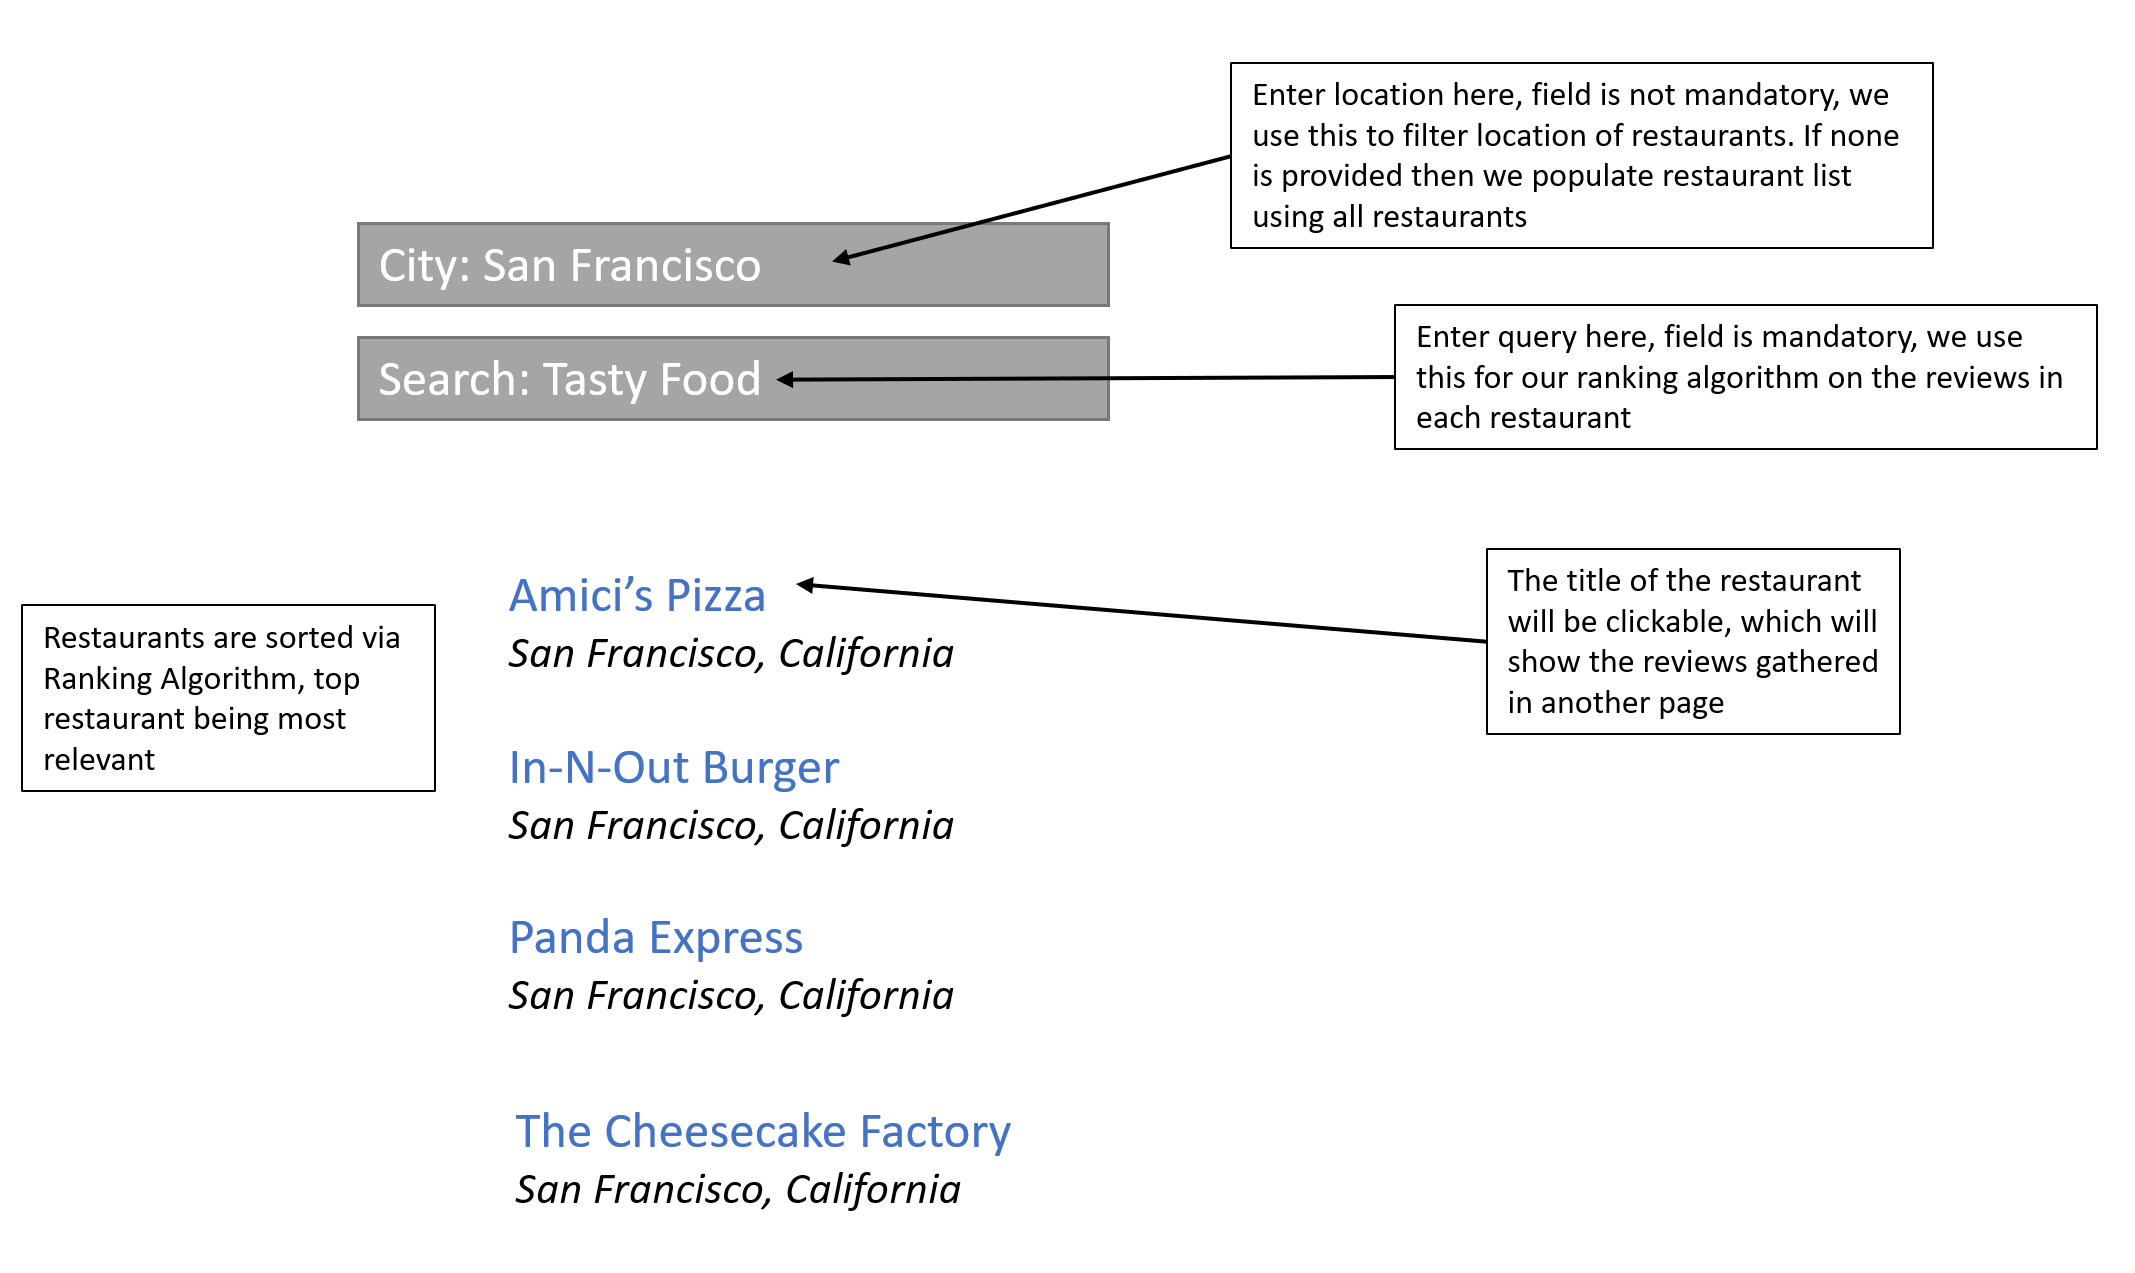 Enter location here, field is not mandatory, we
use this to filter location of restaurants. If none
is provided then we populate restaurant list
using all restaurants
City: San Francisco
Enter query here, field is mandatory, we use
this for our ranking algorithm on the reviews in
each restaurant
Search: Tasty Food
The title of the restaurant
will be clickable, which will
show the reviews gathered
in another page
Restaurants are sorted via
Ranking Algorithm, top
restaurant being most
relevant
Amici’s Pizza
San Francisco, California
In-N-Out Burger
San Francisco, California
Panda Express
San Francisco, California
The Cheesecake Factory
San Francisco, California